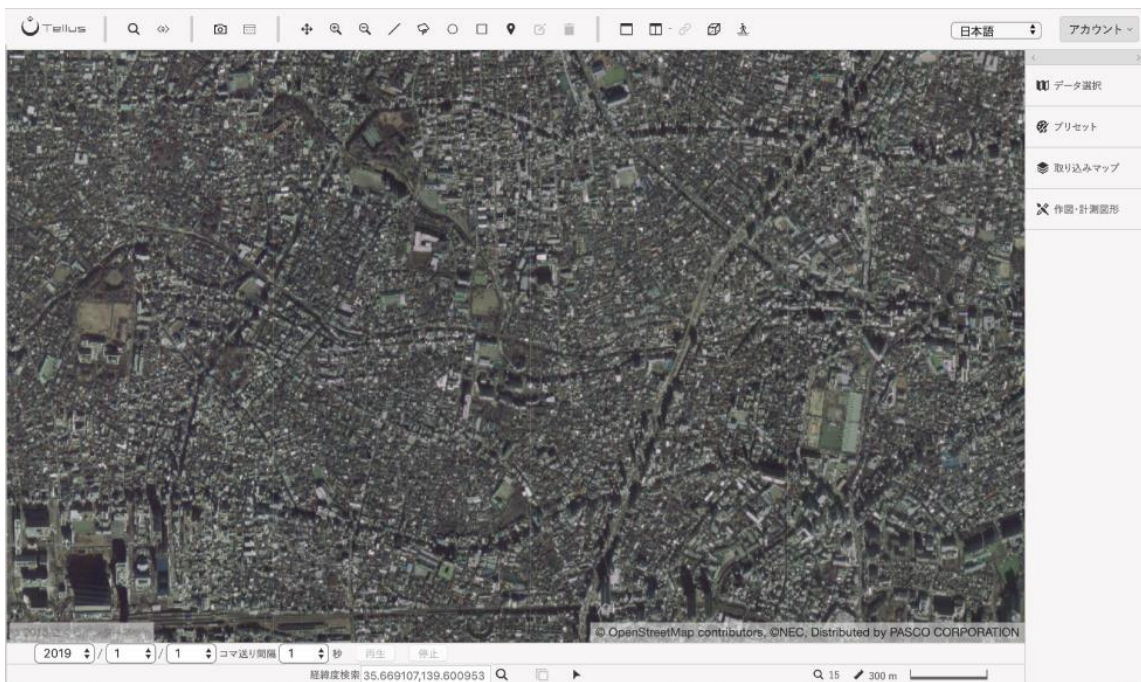 Tellus
日本語
アカウント
データ選択
プリセット
取り込みマップ
作図・計測図形
© OpenStreetMap contributors, ©NEC, Distributed by PASCO CORPORATION
2019 / 1 / 1 コマ送り間隔 1 秒 再生 停止
経緯度検索 35.669107,139.600953 15 300 m